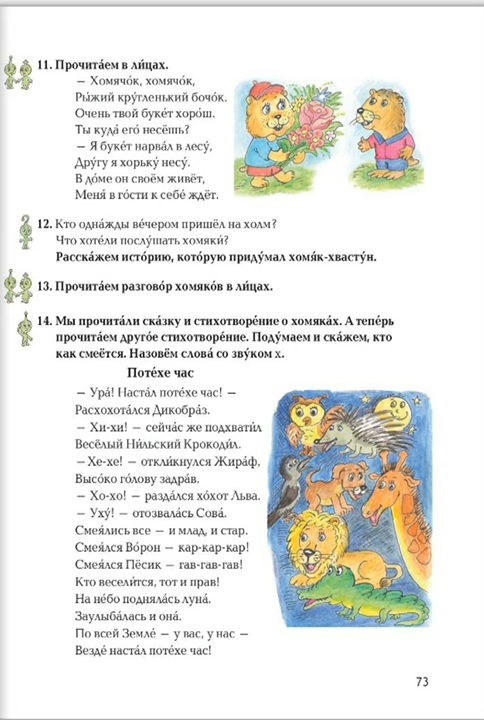 11. Прочита́ем в ли́цах.
— Хомячо́к, хомячо́к,
Ры́жий кру́гленький бочо́к.
Очень твой буке́т хоро́ш.
Ты куда́ его́ несёшь?
— Я буке́т нарва́л в лесу́,
Дру́гу я хорьку́ несу́.
В до́ме он своём живёт,
Меня́ в го́сти к себе́ ждёт.
12. Кто одна́жды ве́чером пришёл на холм?
Что хоте́ли послу́шать хомяки́?
Расска́жем исто́рию, кото́рую приду́мал хомя́к-хвасту́н.
13. Прочита́ем разгово́р хомяко́в в ли́цах.
14. Мы прочита́ли ска́зку и стихотворе́ние о хомяка́х. А тепе́рь
прочита́ем друго́е стихотворе́ние. Поду́маем и ска́жем, кто
как смеётся. Назовём слова́ со зву́ком х.
Поте́хе час
— Ура́! Наста́л поте́хе час! —
Расхохота́лся Дикобра́з.
— Хи-хи! — сейча́с же подхвати́л
Весёлый Ни́льский Крокоди́л.
—Хе-хе! — откли́кнулся Жира́ф,
Высо́ко го́лову задра́в.
— Хо-хо! — разда́лся хо́хот Льва.
— Уху́! — отозвала́сь Сова́.
Смея́лись все — и млад, и стар.
Смея́лся Во́рон — кар-кар-кар!
Смея́лся Пёсик — гав-гав-гав!
Кто весели́тся, тот и прав!
На не́бо подняла́сь луна́.
Заулыба́лась и она́.
По всей Земле́ — у вас, у нас —
Везде́ наста́л поте́хе час!
73